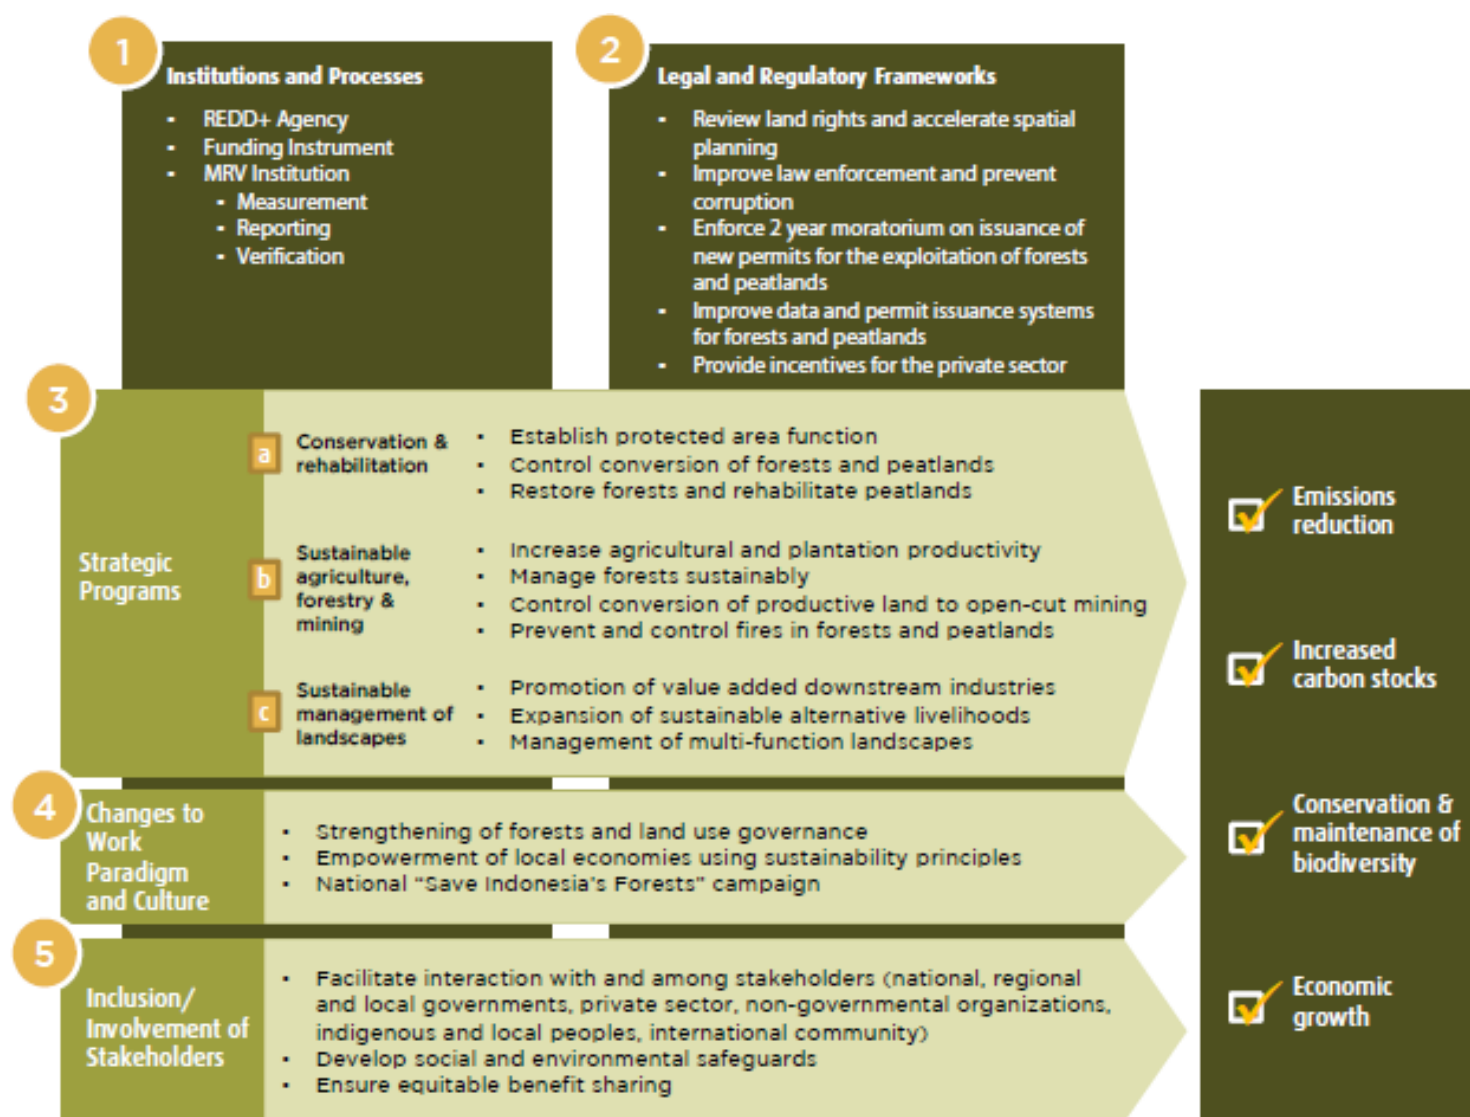 1
Institutions and Processes
▪ REDD+ Agency
▪ Funding Instrument
▪ MRV Institution
▪ Measurement
▪ Reporting
▪ Verification
2
Legal and Regulatory Frameworks
▪ Review land rights and accelerate spatial
planning
▪ Improve law enforcement and prevent
corruption
▪ Enforce 2 year moratorium on issuance of
new permits for the exploitation of forests
and peatlands
▪ Improve data and permit issuance systems
for forests and peatlands
▪ Provide incentives for the private sector
3
Strategic
Programs
a
Conservation &
rehabilitation
▪ Establish protected area function
▪ Control conversion of forests and peatlands
▪ Restore forests and rehabilitate peatlands
b
Sustainable
agriculture,
forestry &
mining
▪ Increase agricultural and plantation productivity
▪ Manage forests sustainably
▪ Control conversion of productive land to open-cut mining
▪ Prevent and control fires in forests and peatlands
c
Sustainable
management of
landscapes
▪ Promotion of value added downstream industries
▪ Expansion of sustainable alternative livelihoods
▪ Management of multi-function landscapes
4
Changes to
Work
Paradigm
and Culture
▪ Strengthening of forests and land use governance
▪ Empowerment of local economies using sustainability principles
▪ National “Save Indonesia's Forests” campaign
5
Inclusion/
Involvement of
Stakeholders
▪ Facilitate interaction with and among stakeholders (national, regional
and local governments, private sector, non-governmental organizations,
indigenous and local peoples, international community)
▪ Develop social and environmental safeguards
▪ Ensure equitable benefit sharing
Emissions
reduction
Increased
carbon stocks
Conservation &
maintenance of
biodiversity
Economic
growth